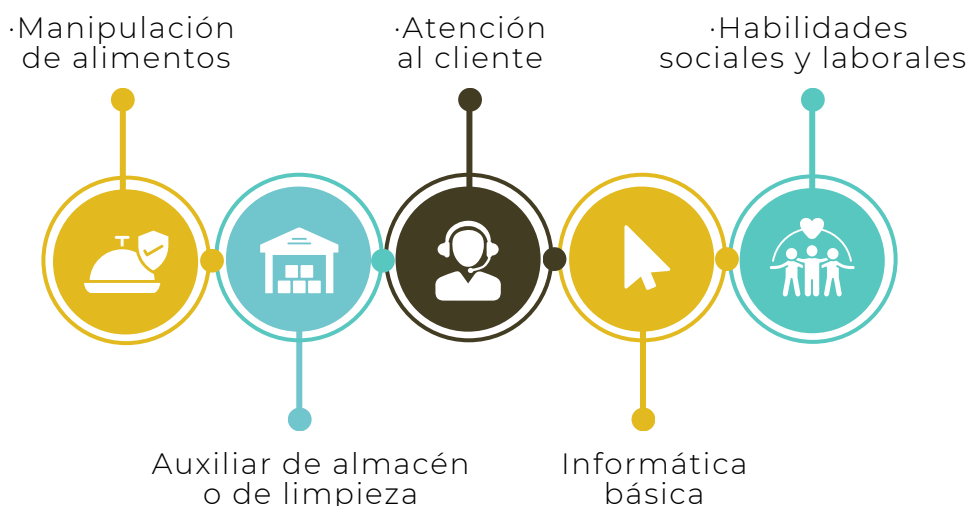 ·Manipulación
de alimentos
·Atención
al cliente
·Habilidades
sociales y laborales
Auxiliar de almacén
o de limpieza
Informática
básica